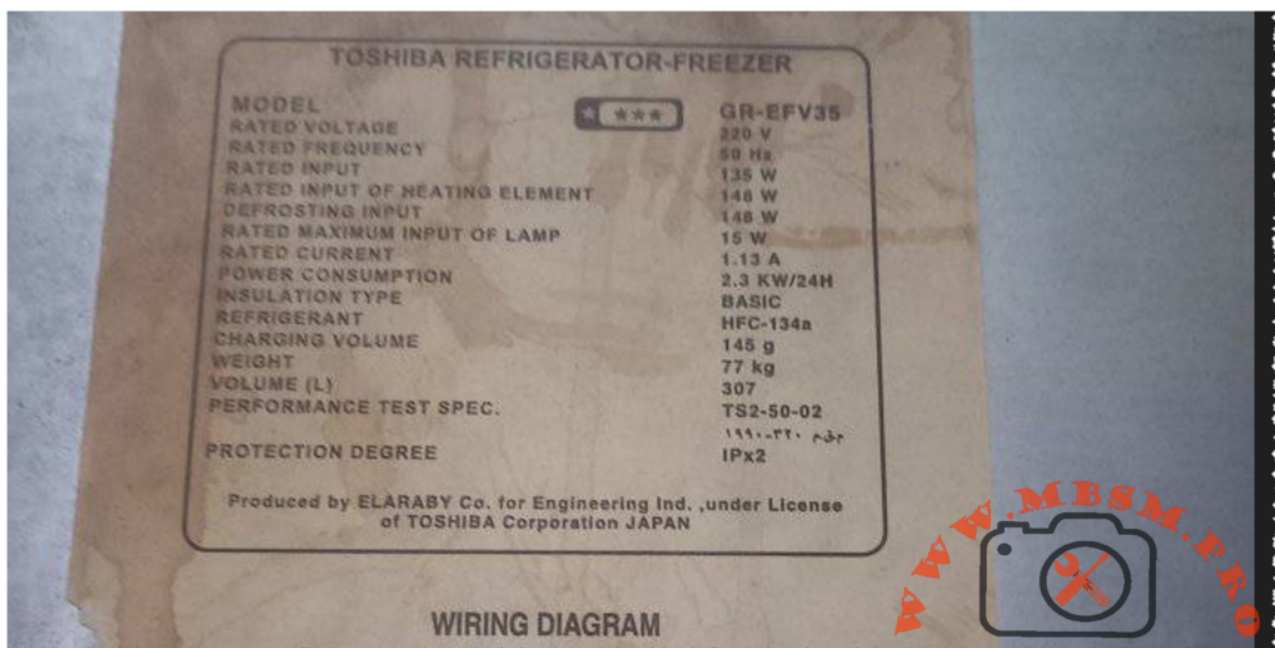 TOSHIBA REFRIGERATOR-FREEZER
MODEL GR-EFV35
RATED VOLTAGE 220 V
RATED FREQUENCY 50 Hz
RATED INPUT 135 W
RATED INPUT OF HEATING ELEMENT 146 W
DEFROSTING INPUT 146 W
RATED MAXIMUM INPUT OF LAMP 15 W
RATED CURRENT 1.13 A
POWER CONSUMPTION 2.3 KW/24H
INSULATION TYPE BASIC
REFRIGERANT HFC-134a
CHARGING VOLUME 145 g
WEIGHT 77 kg
VOLUME (L) 307
PERFORMANCE TEST SPEC. TS2-50-02
م.ق.م ٣٢٠-١٩٩٠
PROTECTION DEGREE IPx2
Produced by ELARABY Co. for Engineering Ind. ,under License
of TOSHIBA Corporation JAPAN
WIRING DIAGRAM
WWW.MBSM.PRO